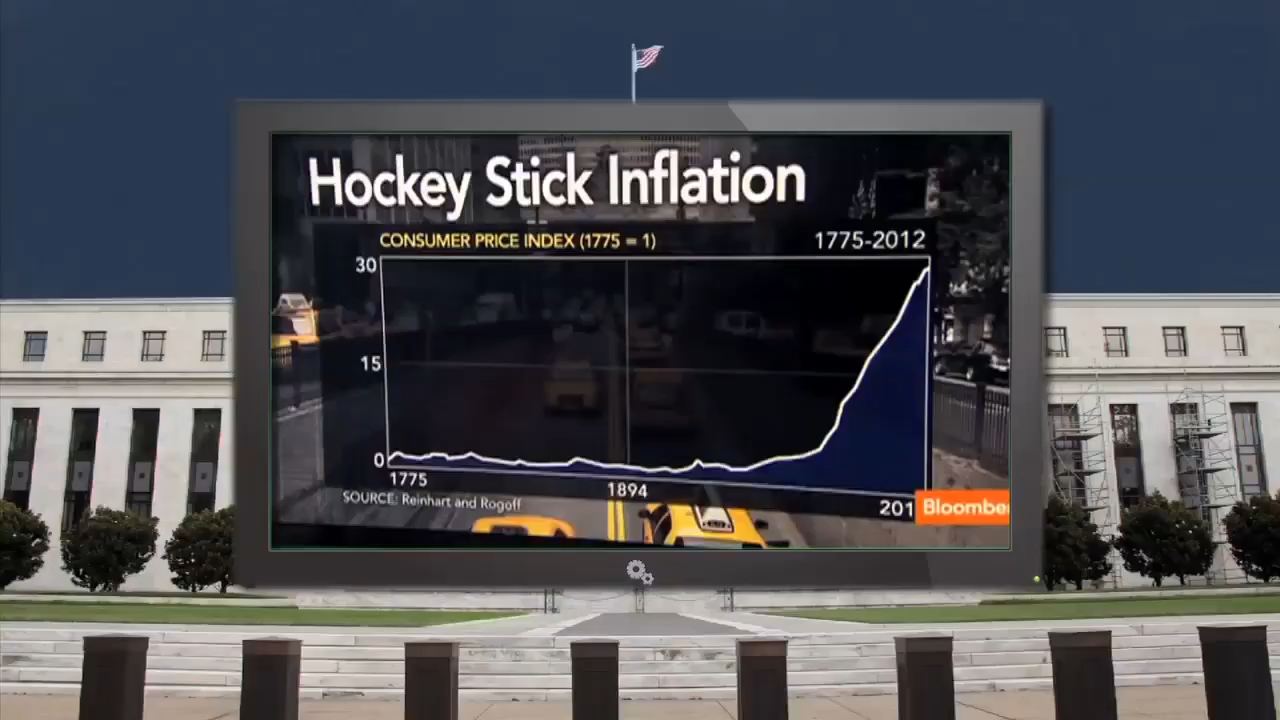 Hockey Stick Inflation
CONSUMER PRICE INDEX (1775 = 1)
1775-2012
30
15
0
1775
1894
201
SOURCE: Reinhart and Rogoff
Bloombe